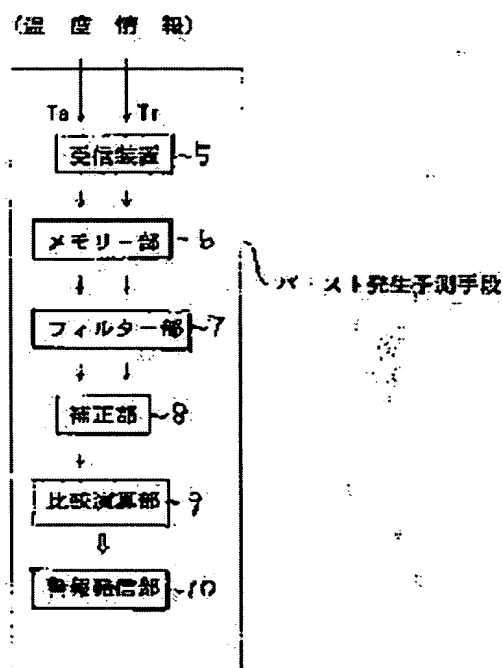 (温 度 情 報)
Ta Tr
受信装置 ~5
メモリー部 ~6
バースト発生予測手段
フィルター部 ~7
補正部 ~8
比較演算部 ~9
警報発信部 ~10